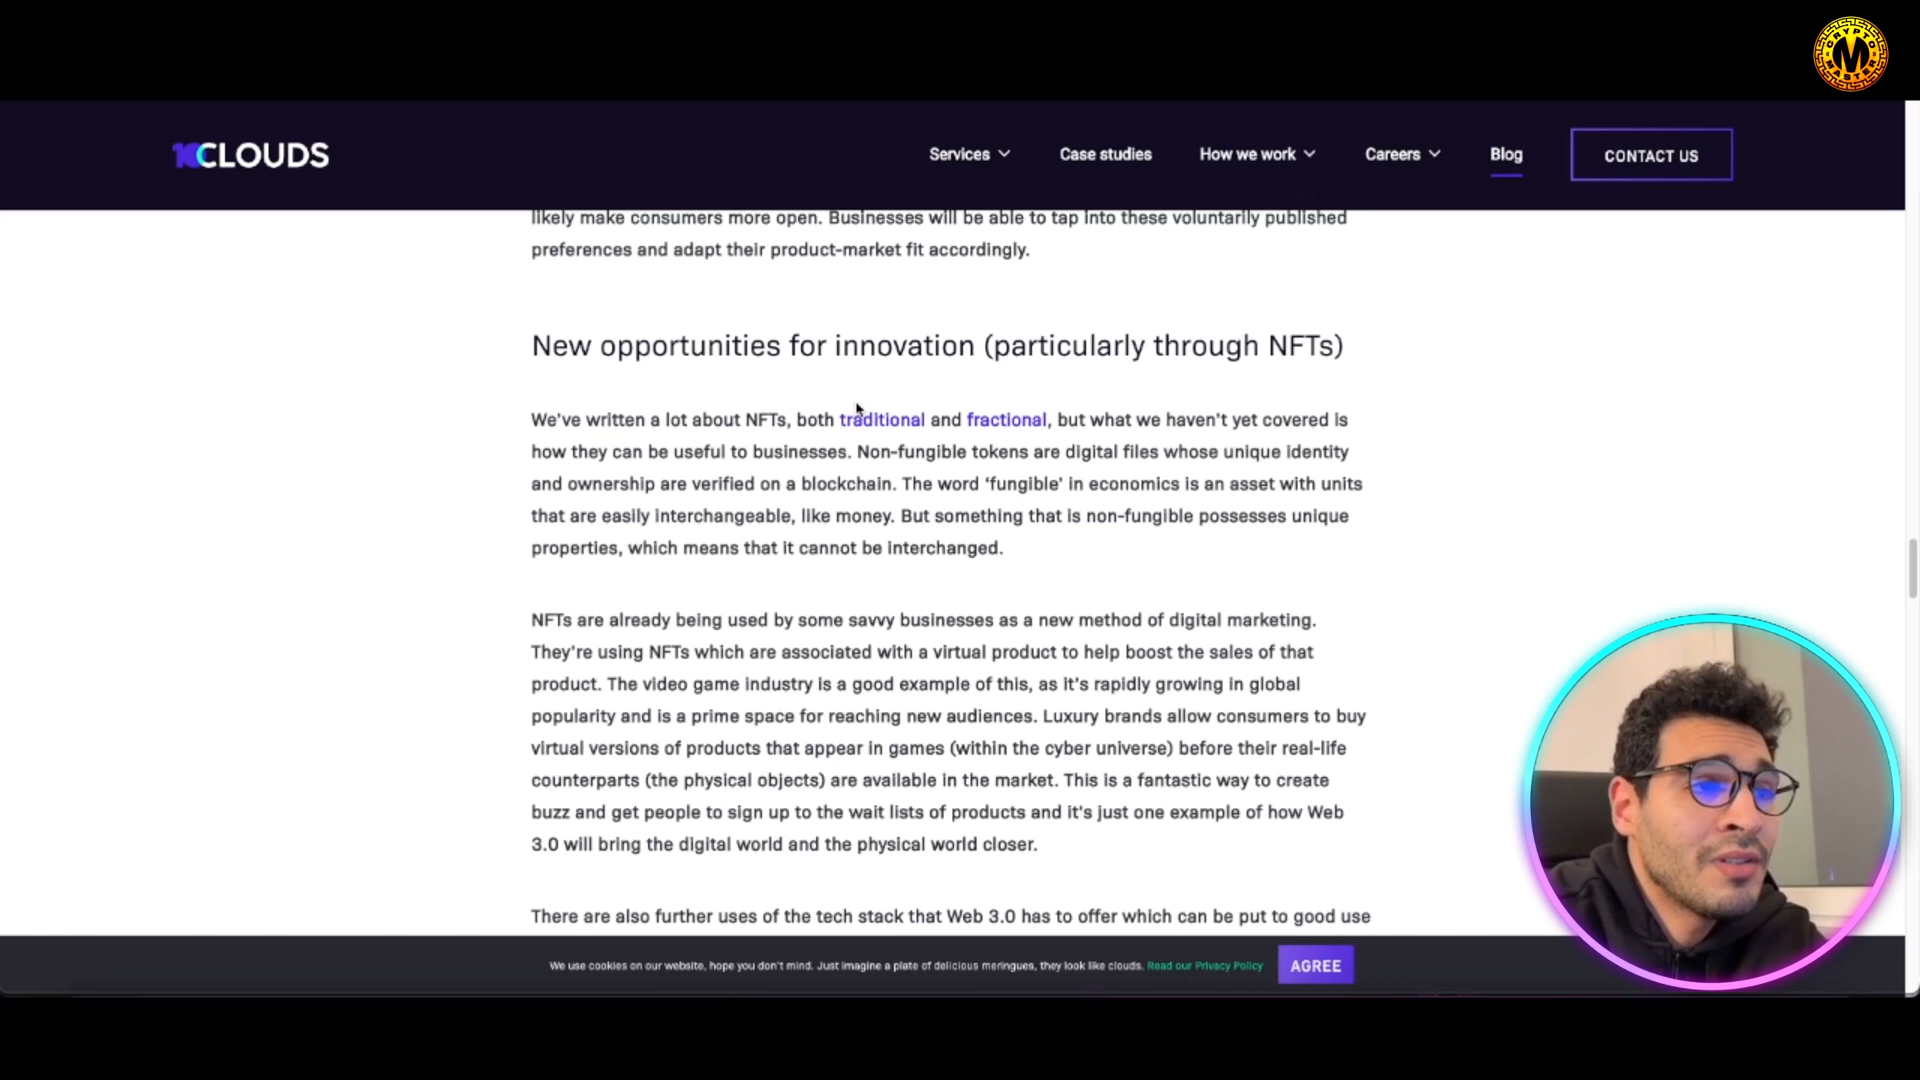 CRYPTO
M
MASTER
10CLOUDS
Services
Case studies
How we work
Careers
Blog
CONTACT US
likely make consumers more open. Businesses will be able to tap into these voluntarily published
preferences and adapt their product-market fit accordingly.
New opportunities for innovation (particularly through NFTs)
We've written a lot about NFTs, both traditional and fractional, but what we haven't yet covered is
how they can be useful to businesses. Non-fungible tokens are digital files whose unique identity
and ownership are verified on a blockchain. The word ‘fungible’ in economics is an asset with units
that are easily interchangeable, like money. But something that is non-fungible possesses unique
properties, which means that it cannot be interchanged.
NFTs are already being used by some savvy businesses as a new method of digital marketing.
They're using NFTs which are associated with a virtual product to help boost the sales of that
product. The video game industry is a good example of this, as it's rapidly growing in global
popularity and is a prime space for reaching new audiences. Luxury brands allow consumers to buy
virtual versions of products that appear in games (within the cyber universe) before their real-life
counterparts (the physical objects) are available in the market. This is a fantastic way to create
buzz and get people to sign up to the wait lists of products and it's just one example of how Web
3.0 will bring the digital world and the physical world closer.
There are also further uses of the tech stack that Web 3.0 has to offer which can be put to good use
We use cookies on our website, hope you don't mind. Just imagine a plate of delicious meringues, they look like clouds. Read our Privacy Policy
AGREE